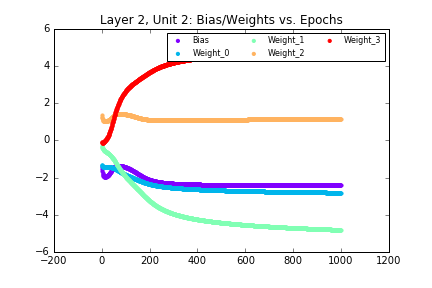 Layer 2, Unit 2: Bias/Weights vs. Epochs
Bias Weight_1 Weight_3
Weight_0 Weight_2
6
4
2
0
−2
−4
−6
−200 0 200 400 600 800 1000 1200